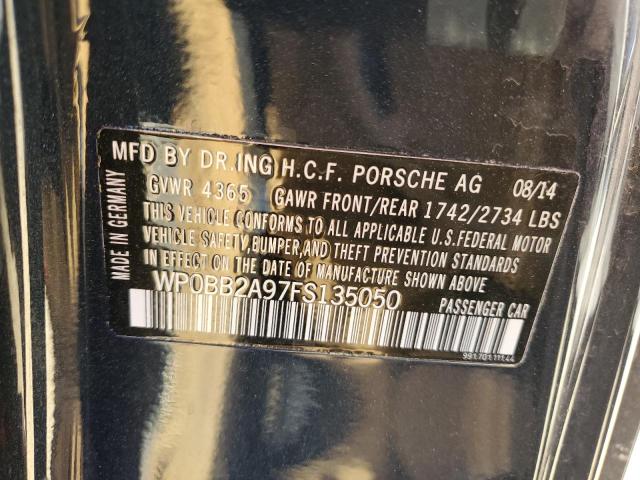 MFD BY DR.ING H.C.F. PORSCHE AG 08/14
GVWR 4365 GAWR FRONT/REAR 1742/2734 LBS
THIS VEHICLE CONFORMS TO ALL APPLICABLE U.S.FEDERAL MOTOR
VEHICLE SAFETY,BUMPER,AND THEFT PREVENTION STANDARDS
IN EFFECT ON THE DATE OF MANUFACTURE SHOWN ABOVE
WP0BB2A97FS135050 PASSENGER CAR
99170111144
MADE IN GERMANY